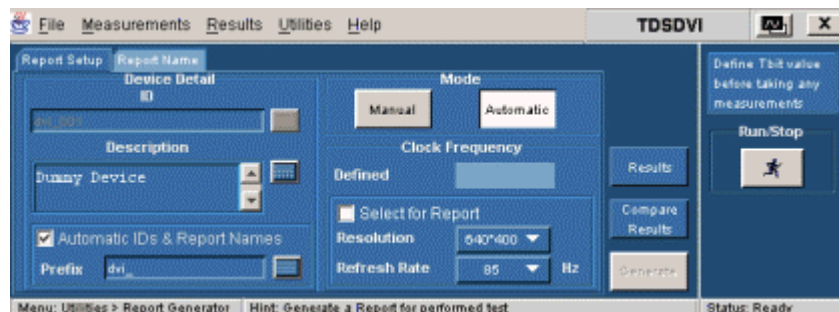 File Measurements Results Utilities Help TDSDVI X
Report Setup Report Name
Device Detail
ID
dvi_001
Description
Dummy Device
Automatic IDs & Report Names
Prefix dvi_
Mode
Manual Automatic
Clock Frequency
Defined
Select for Report
Resolution 640*400
Refresh Rate 85 Hz
Results
Compare
Results
Generate
Define Tbit value
before taking any
measurements
Run/Stop
Menu: Utilities > Report Generator Hint: Generate a Report for performed test Status: Ready